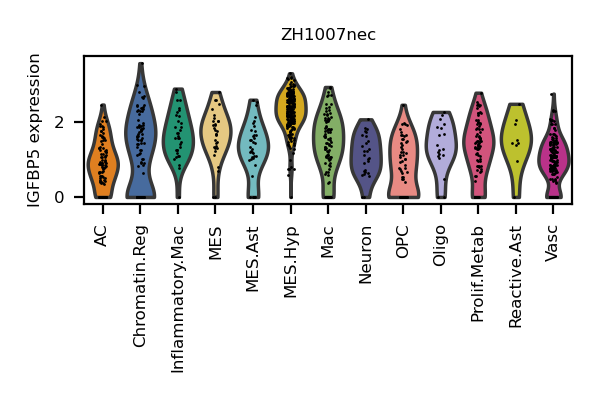 ZH1007nec
IGFBP5 expression
2
0
AC
Chromatin.Reg
Inflammatory.Mac
MES
MES.Ast
MES.Hyp
Mac
Neuron
OPC
Oligo
Prolif.Metab
Reactive.Ast
Vasc